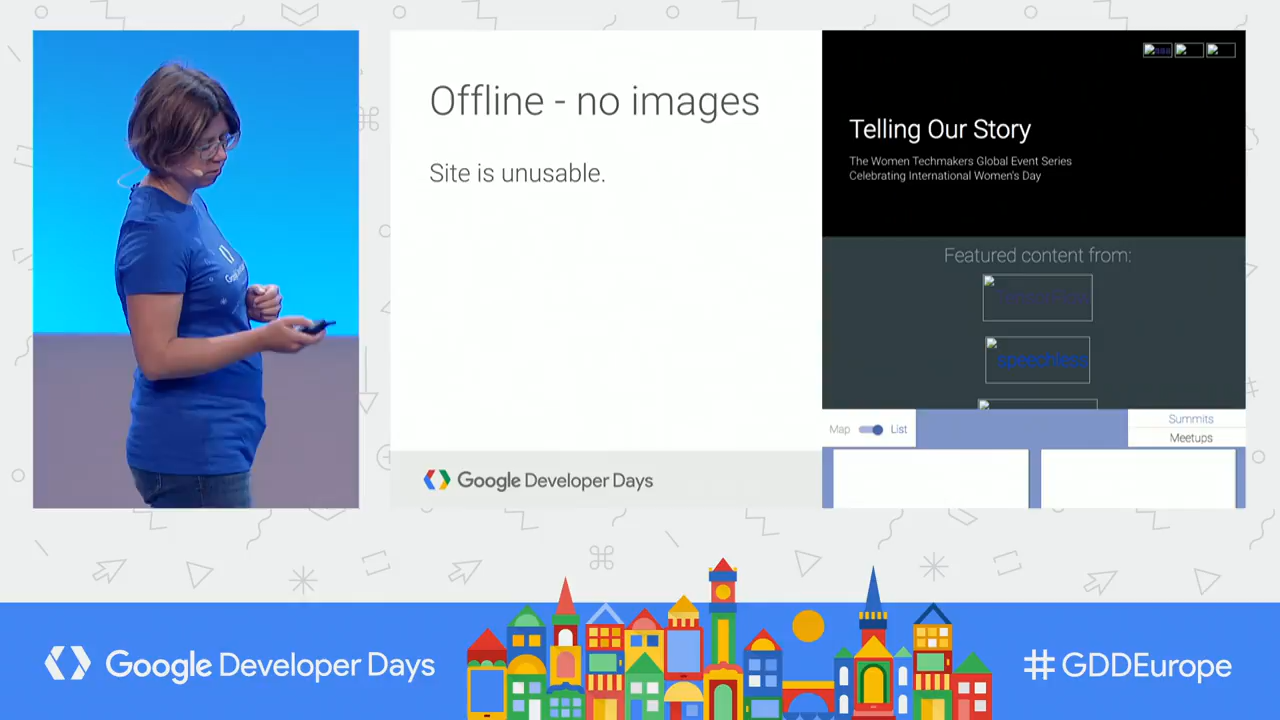 Offline - no images
Site is unusable.
Google Developer Days
Telling Our Story
The Women Techmakers Global Event Series
Celebrating International Women's Day
Featured content from:
speechless
Map
List
Summits
Meetups
Google Developer Days
#GDDEurope